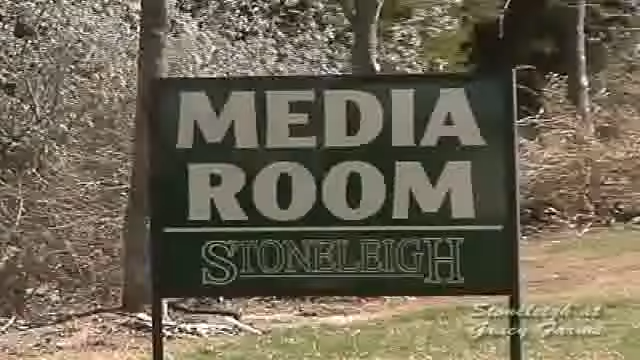 MEDIA
ROOM
STONELEIGH
Stoneleigh at
Gracy Farms